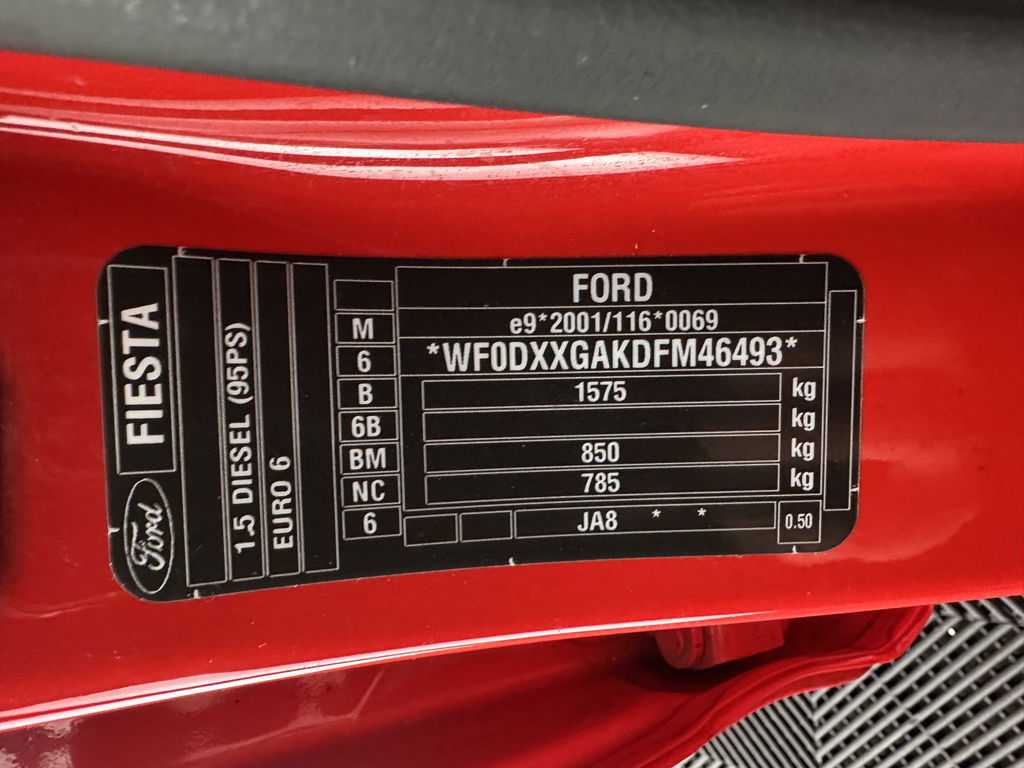 Ford
FIESTA
1.5 DIESEL (95PS)
EURO 6
M
6
B
6B
BM
NC
6
FORD
e9*2001/116*0069
*WF0DXXGAKDFM46493*
1575 kg
kg
850 kg
785 kg
JA8 * *
0.50